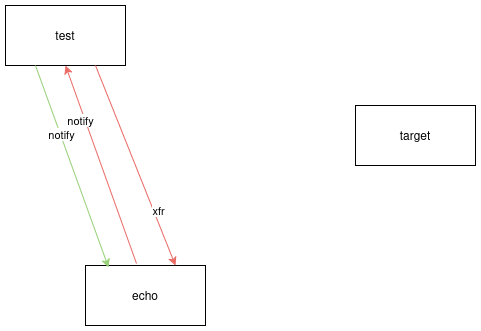 test
notify
notify
target
xfr
echo